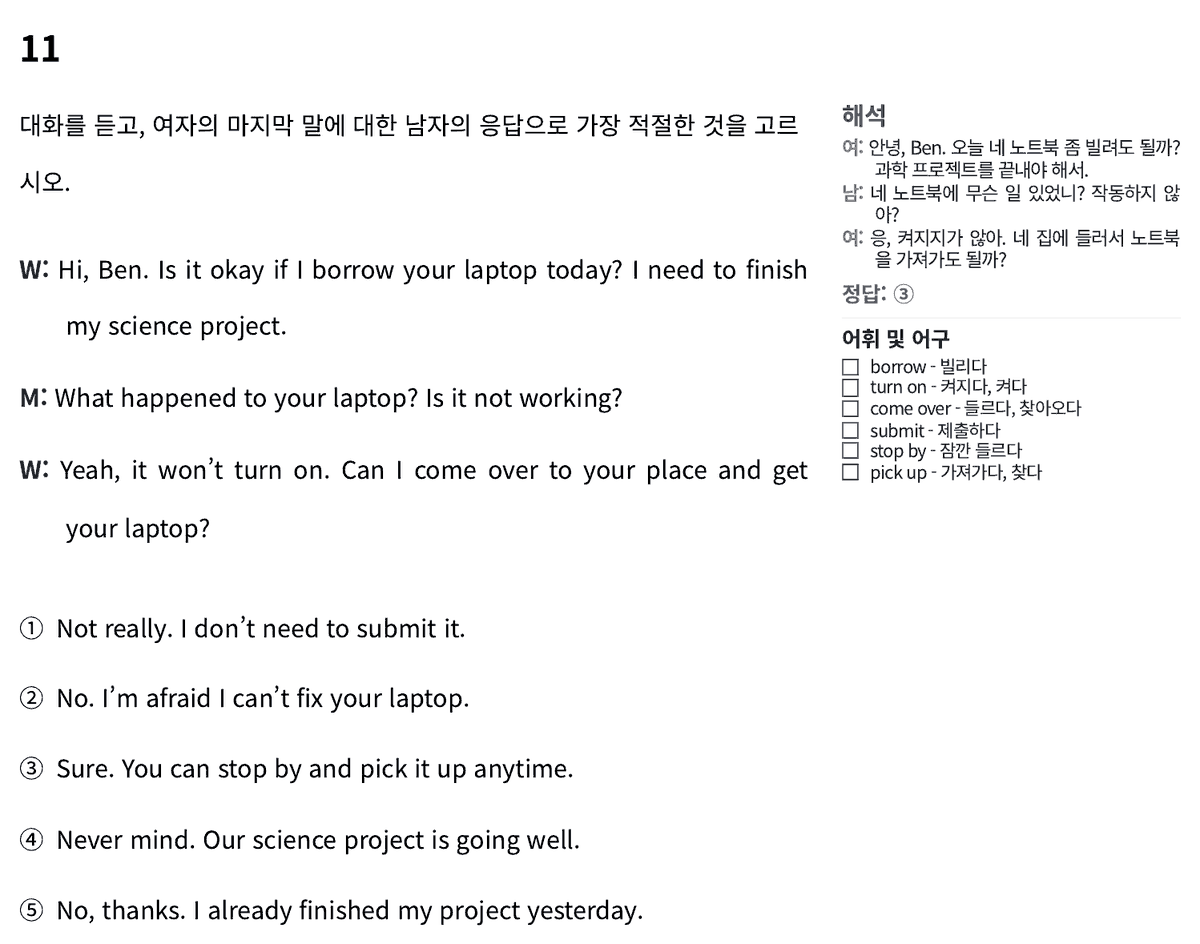 11
대화를 듣고, 여자의 마지막 말에 대한 남자의 응답으로 가장 적절한 것을 고르
시오.
W: Hi, Ben. Is it okay if I borrow your laptop today? I need to finish
my science project.
M: What happened to your laptop? Is it not working?
W: Yeah, it won’t turn on. Can I come over to your place and get
your laptop?
① Not really. I don’t need to submit it.
② No. I’m afraid I can’t fix your laptop.
③ Sure. You can stop by and pick it up anytime.
④ Never mind. Our science project is going well.
⑤ No, thanks. I already finished my project yesterday.
해석
여: 안녕, Ben. 오늘 네 노트북 좀 빌려도 될까?
과학 프로젝트를 끝내야 해서.
남: 네 노트북에 무슨 일 있었니? 작동하지 않
아?
여: 응, 켜지지가 않아. 네 집에 들러서 노트북
을 가져가도 될까?
정답: ③
어휘 및 어구
□ borrow - 빌리다
□ turn on - 켜지다, 켜다
□ come over - 들르다, 찾아오다
□ submit - 제출하다
□ stop by - 잠깐 들르다
□ pick up - 가져가다, 찾다